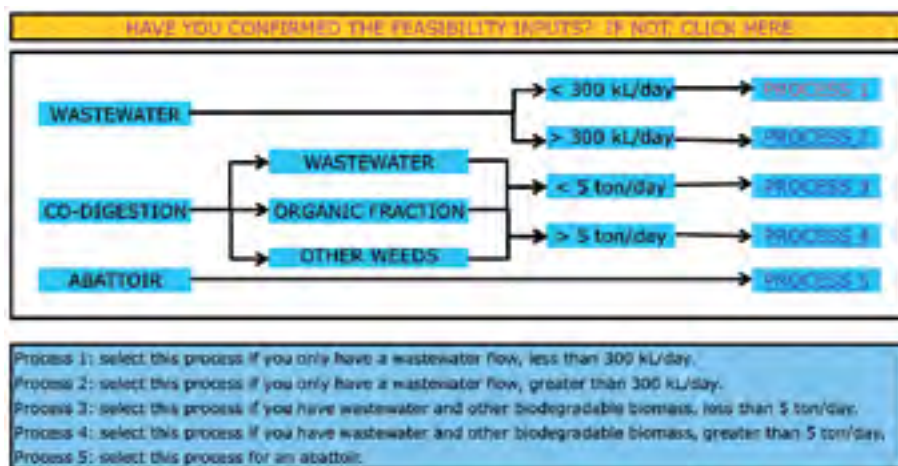 HAVE YOU CONFIRMED THE FEASIBILITY INPUTS? IF NOT, CLICK HERE
WASTEWATER
< 300 kL/day
PROCESS 1
> 300 kL/day
PROCESS 2
CO-DIGESTION
WASTEWATER
ORGANIC FRACTION
OTHER WEEDS
< 5 ton/day
PROCESS 3
> 5 ton/day
PROCESS 4
ABATTOIR
PROCESS 5
Process 1: select this process if you only have a wastewater flow, less than 300 kL/day.
Process 2: select this process if you only have a wastewater flow, greater than 300 kL/day.
Process 3: select this process if you have wastewater and other biodegradable biomass, less than 5 ton/day.
Process 4: select this process if you have wastewater and other biodegradable biomass, greater than 5 ton/day.
Process 5: select this process for an abattoir.